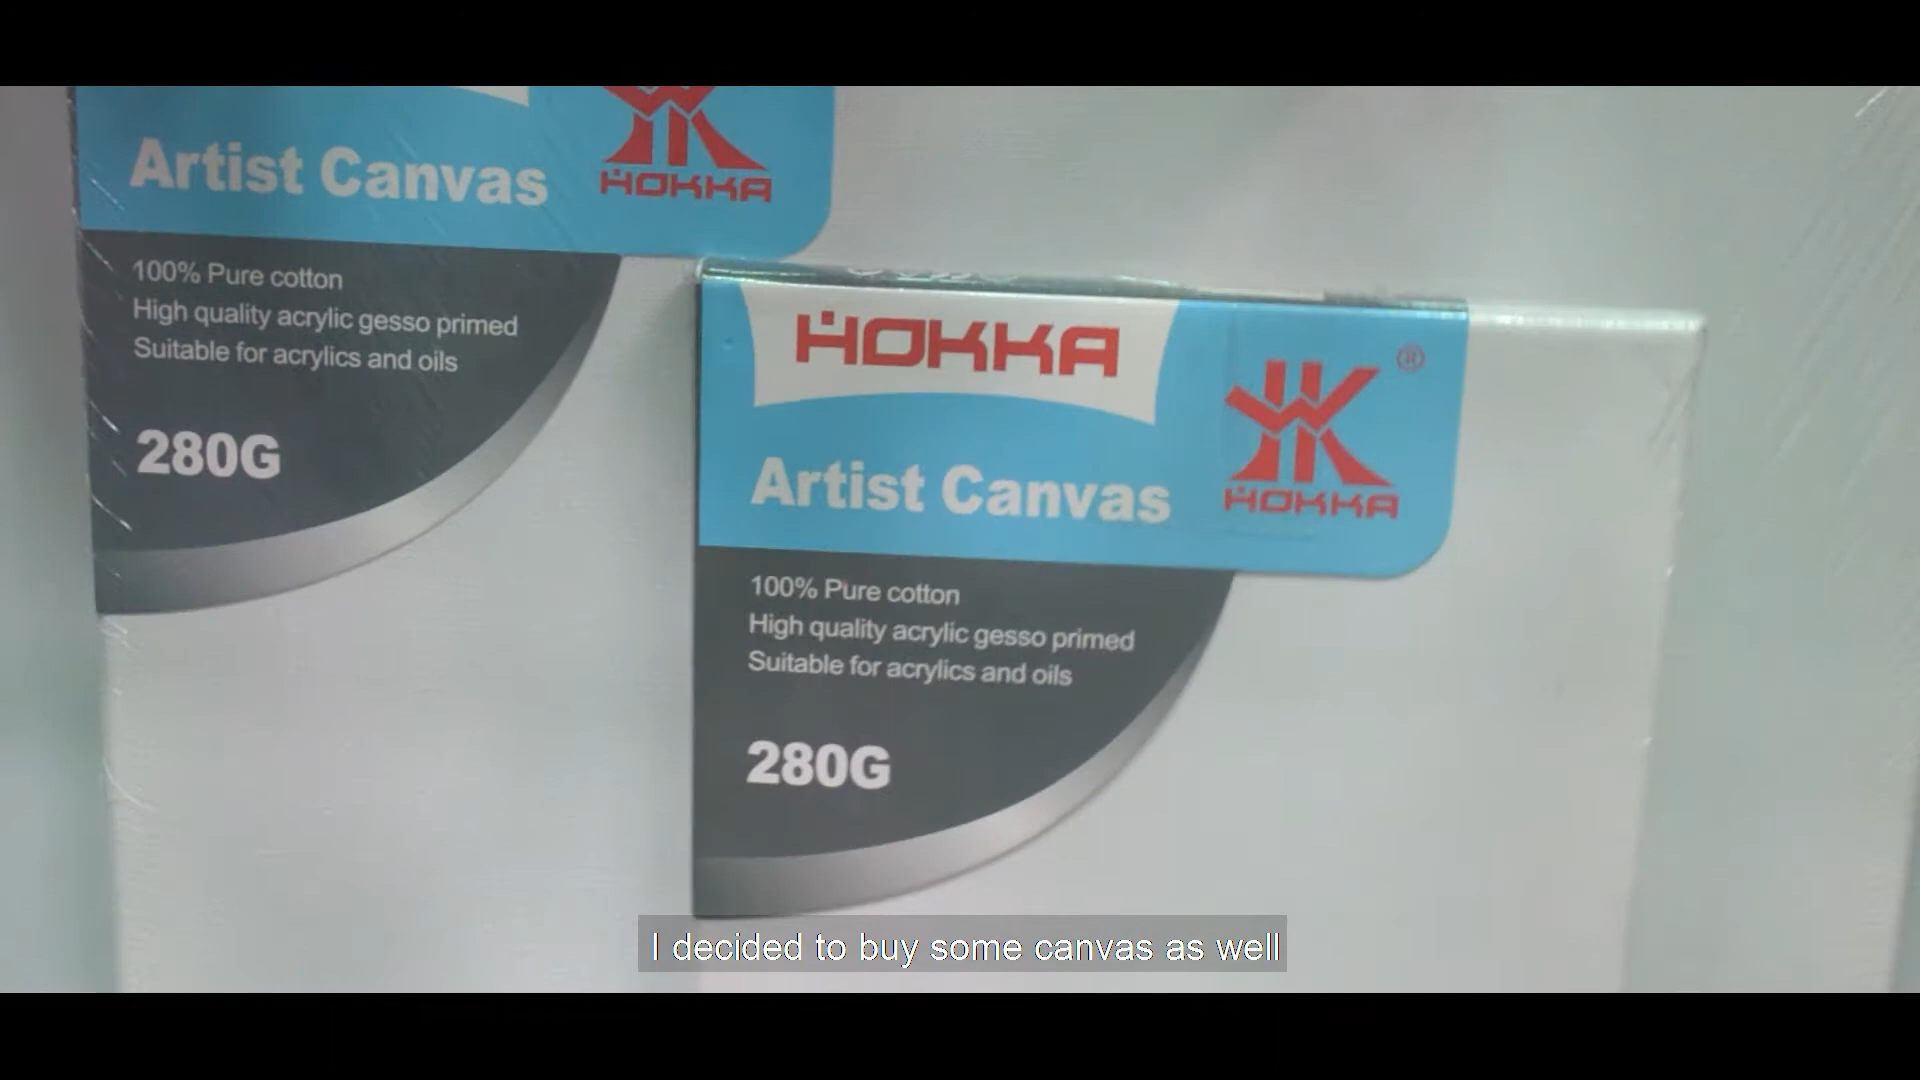 Artist Canvas
HOKKA
100% Pure cotton
High quality acrylic gesso primed
Suitable for acrylics and oils
280G
HOKKA
®
Artist Canvas
HOKKA
100% Pure cotton
High quality acrylic gesso primed
Suitable for acrylics and oils
280G
I decided to buy some canvas as well